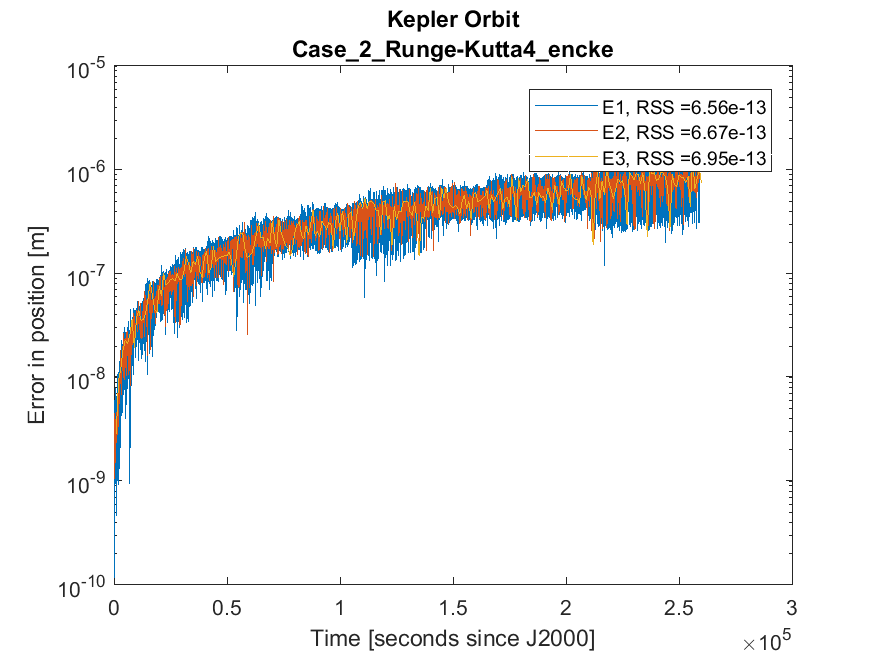 Kepler Orbit
Case_2_Runge-Kutta4_encke
10^-5
E1, RSS =6.56e-13
E2, RSS =6.67e-13
E3, RSS =6.95e-13
10^-6
10^-7
10^-8
10^-9
10^-10
Error in position [m]
0 0.5 1 1.5 2 2.5 3
Time [seconds since J2000]
×10^5